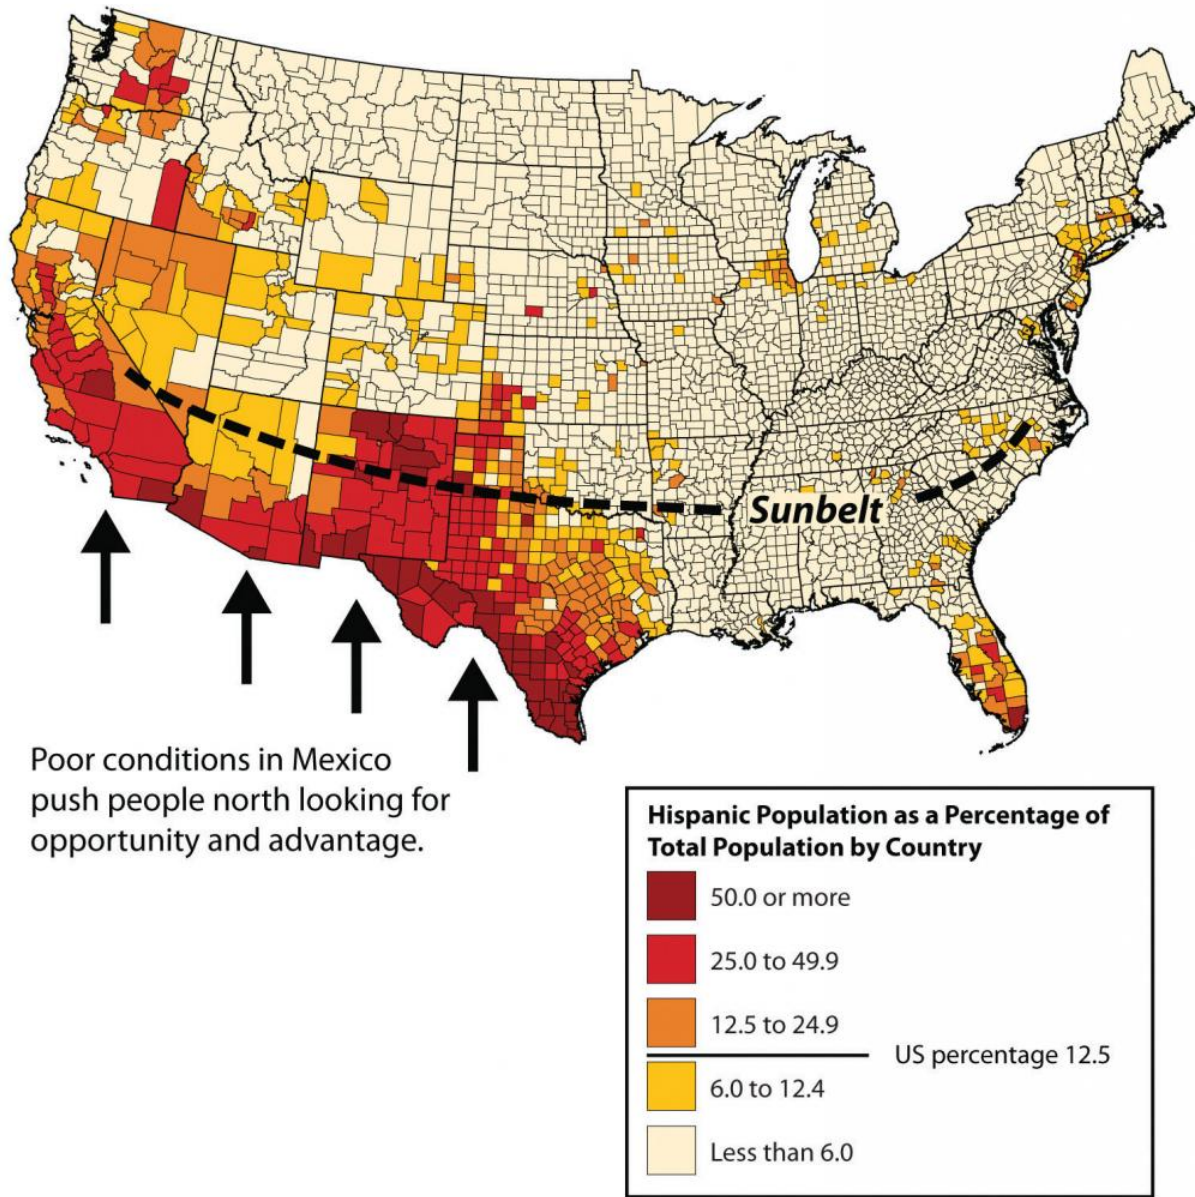 Sunbelt
Poor conditions in Mexico
push people north looking for
opportunity and advantage.
Hispanic Population as a Percentage of
Total Population by Country
50.0 or more
25.0 to 49.9
12.5 to 24.9
US percentage 12.5
6.0 to 12.4
Less than 6.0